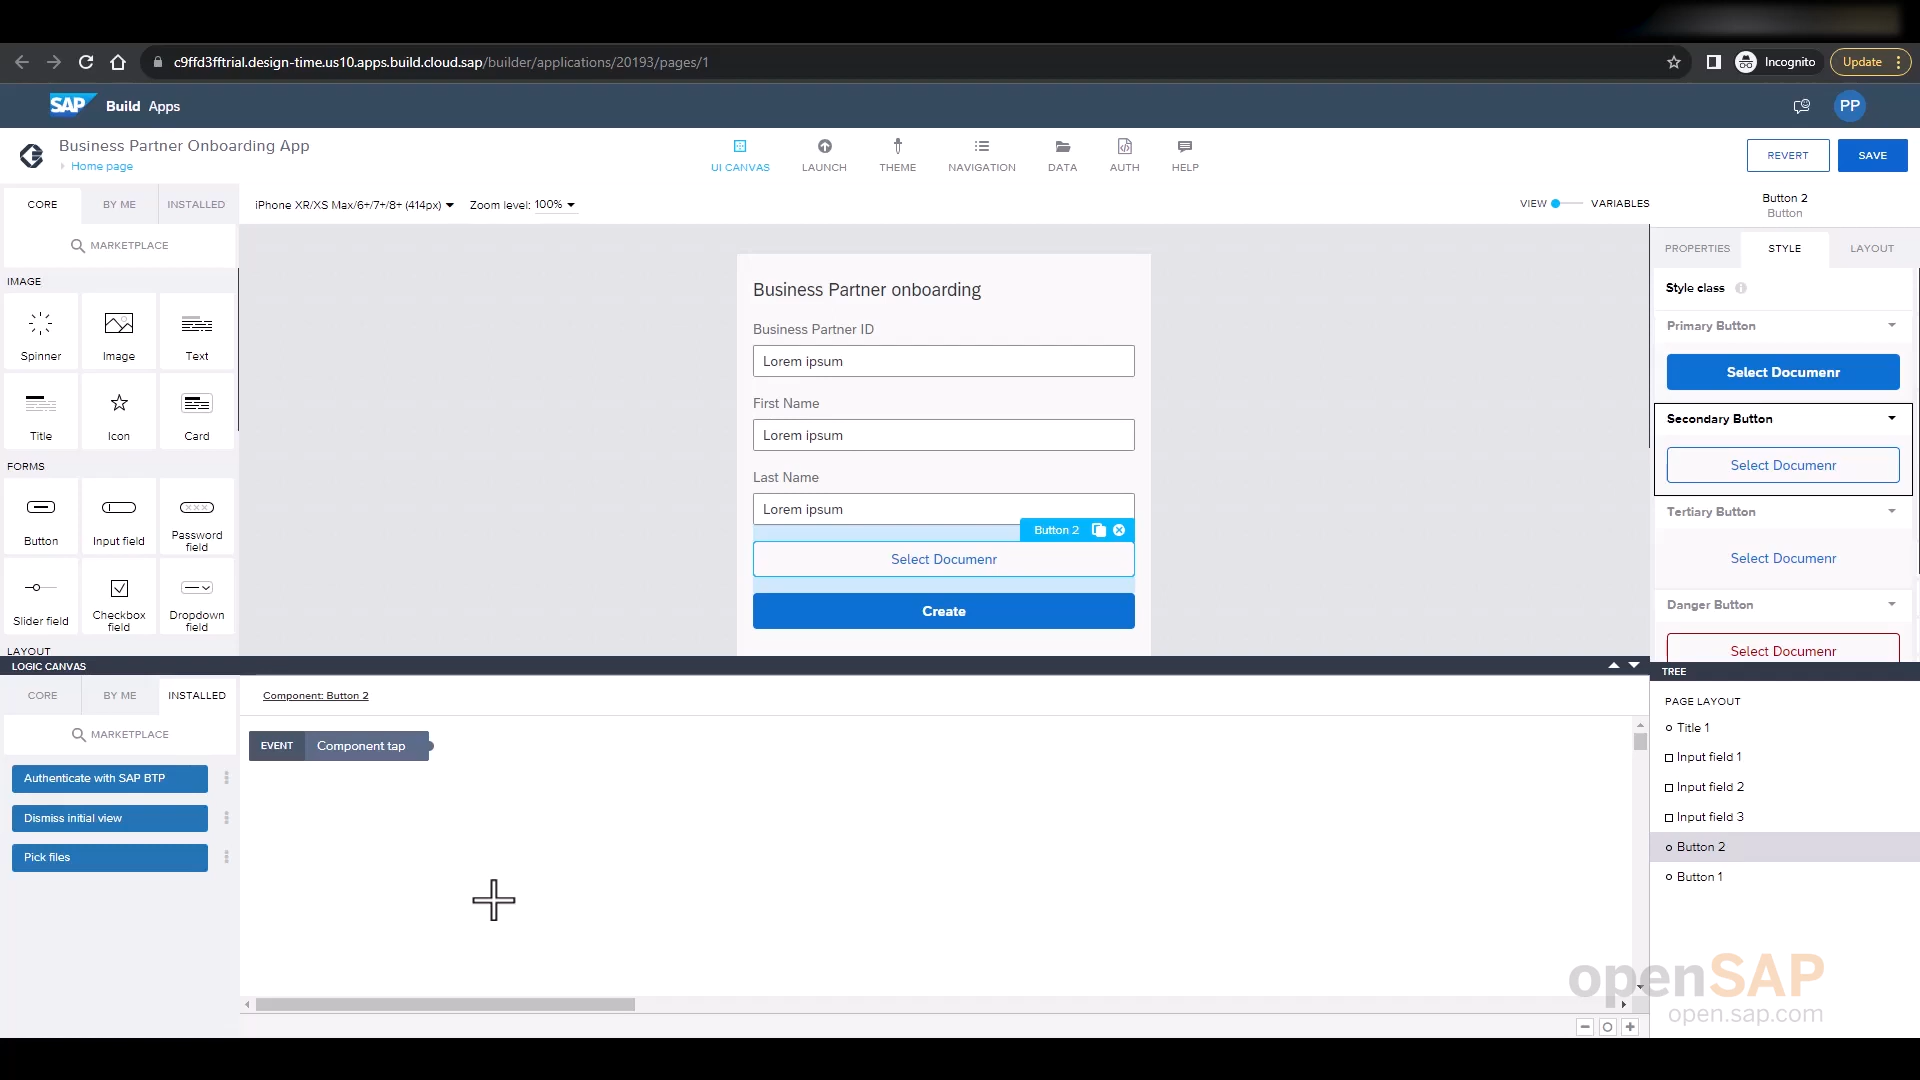 c9ffd3fftrial.design-time.us10.apps.build.cloud.sap/builder/applications/20193/pages/1
Incognito
Update
SAP Build Apps
PP
Business Partner Onboarding App
Home page
UI CANVAS
LAUNCH
THEME
NAVIGATION
DATA
AUTH
HELP
REVERT
SAVE
CORE
BY ME
INSTALLED
iPhone XR/XS Max/6+/7+/8+ (414px)
Zoom level: 100%
VIEW
VARIABLES
Button 2
Button
MARKETPLACE
PROPERTIES
STYLE
LAYOUT
IMAGE
Spinner
Image
Text
Title
Icon
Card
FORMS
Button
Input field
Password
field
Slider field
Checkbox
field
Dropdown
field
LAYOUT
Business Partner onboarding
Business Partner ID
Lorem ipsum
First Name
Lorem ipsum
Last Name
Lorem ipsum
Button 2
Select Documenr
Create
Style class
Primary Button
Select Documenr
Secondary Button
Select Documenr
Tertiary Button
Select Documenr
Danger Button
Select Documenr
LOGIC CANVAS
CORE
BY ME
INSTALLED
MARKETPLACE
Authenticate with SAP BTP
Dismiss initial view
Pick files
Component: Button 2
EVENT
Component tap
TREE
PAGE LAYOUT
Title 1
Input field 1
Input field 2
Input field 3
Button 2
Button 1
openSAP
open.sap.com